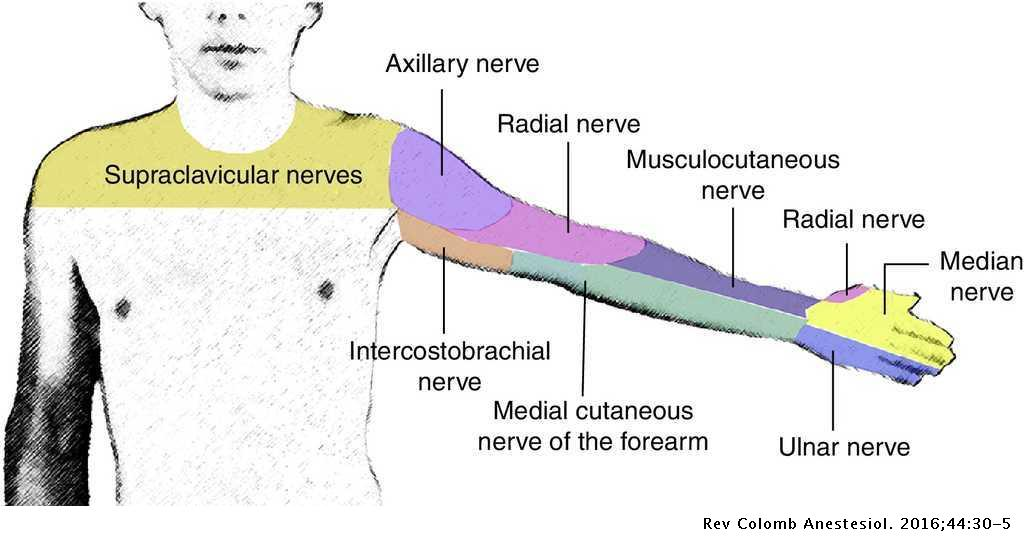 Axillary nerve
Radial nerve
Musculocutaneous
nerve
Supraclavicular nerves
Radial nerve
Median
nerve
Intercostobrachial
nerve
Medial cutaneous
nerve of the forearm
Ulnar nerve
Rev Colomb Anestesiol. 2016;44:30–5